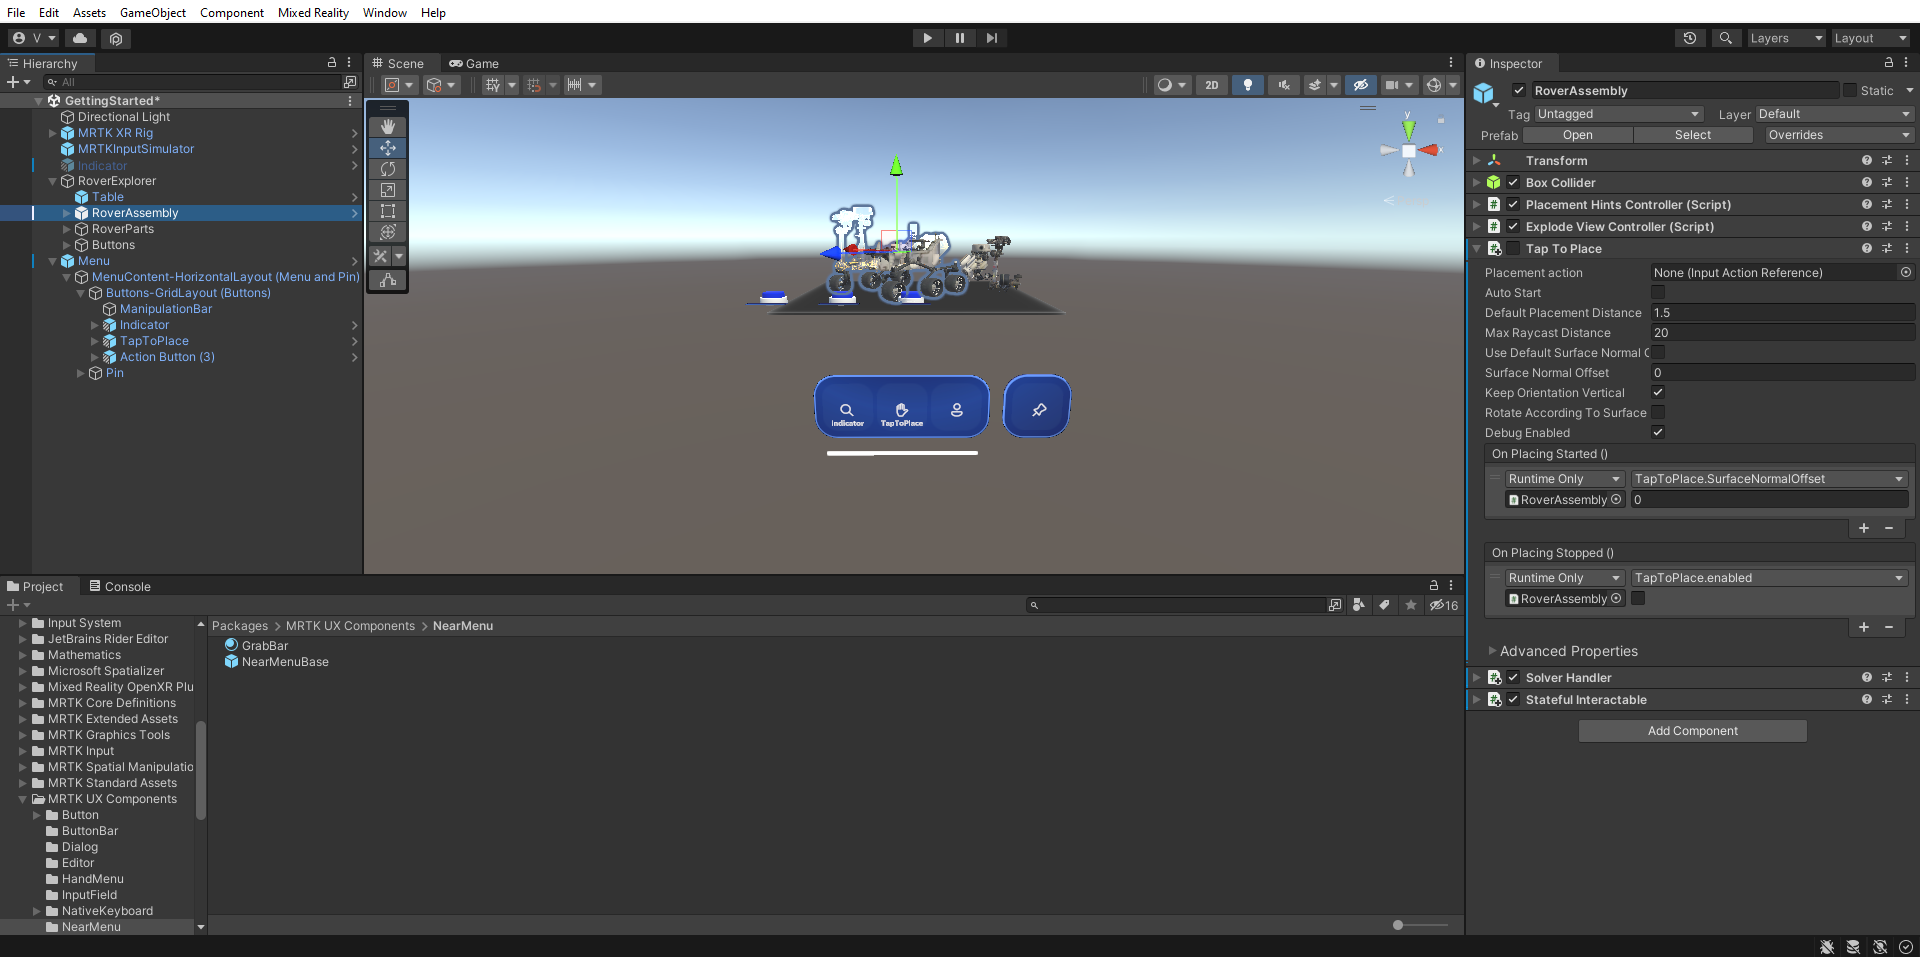 File Edit Assets GameObject Component Mixed Reality Window Help
V
Layers
Layout
Hierarchy
All
GettingStarted*
Directional Light
MRTK XR Rig
MRTKInputSimulator
Indicator
RoverExplorer
Table
RoverAssembly
RoverParts
Buttons
Menu
MenuContent-HorizontalLayout (Menu and Pin)
Buttons-GridLayout (Buttons)
ManipulationBar
Indicator
TapToPlace
Action Button (3)
Pin
Scene
Game
2D
y
x
Indicator
TapToPlace
Inspector
RoverAssembly
Static
Tag Untagged
Layer Default
Prefab Open Select Overrides
Transform
Box Collider
Placement Hints Controller (Script)
Explode View Controller (Script)
Tap To Place
Placement action None (Input Action Reference)
Auto Start
Default Placement Distance 1.5
Max Raycast Distance 20
Use Default Surface Normal
Surface Normal Offset 0
Keep Orientation Vertical
Rotate According To Surface
Debug Enabled
On Placing Started ()
Runtime Only TapToPlace.SurfaceNormalOffset
RoverAssembly 0
+ −
On Placing Stopped ()
Runtime Only TapToPlace.enabled
RoverAssembly
+ −
Advanced Properties
Solver Handler
Stateful Interactable
Add Component
Project
Console
16
Input System
JetBrains Rider Editor
Mathematics
Microsoft Spatializer
Mixed Reality OpenXR Plu
MRTK Core Definitions
MRTK Extended Assets
MRTK Graphics Tools
MRTK Input
MRTK Spatial Manipulatio
MRTK Standard Assets
MRTK UX Components
Button
ButtonBar
Dialog
Editor
HandMenu
InputField
NativeKeyboard
NearMenu
Packages > MRTK UX Components > NearMenu
GrabBar
NearMenuBase